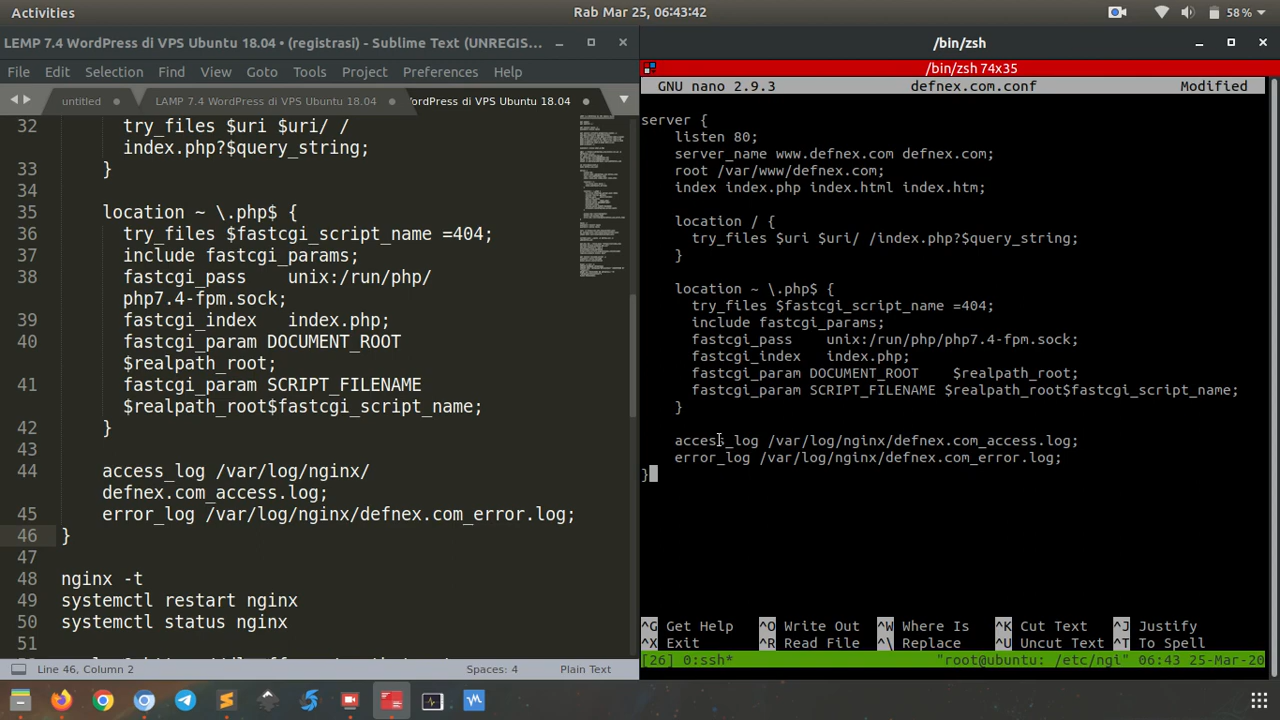 Activities
Rab Mar 25, 06:43:42
58 %
LEMP 7.4 WordPress di VPS Ubuntu 18.04 • (registrasi) - Sublime Text (UNREGIS...
File Edit Selection Find View Goto Tools Project Preferences Help
untitled
LAMP 7.4 WordPress di VPS Ubuntu 18.04
ordPress di VPS Ubuntu 18.04
32 try_files $uri $uri/ /
index.php?$query_string;
33 }
34
35 location ~ \.php$ {
36 try_files $fastcgi_script_name =404;
37 include fastcgi_params;
38 fastcgi_pass unix:/run/php/
php7.4-fpm.sock;
39 fastcgi_index index.php;
40 fastcgi_param DOCUMENT_ROOT
$realpath_root;
41 fastcgi_param SCRIPT_FILENAME
$realpath_root$fastcgi_script_name;
42 }
43
44 access_log /var/log/nginx/
defnex.com_access.log;
45 error_log /var/log/nginx/defnex.com_error.log;
46 }
47
48 nginx -t
49 systemctl restart nginx
50 systemctl status nginx
51
Line 46, Column 2
Spaces: 4
Plain Text
/bin/zsh
/bin/zsh 74x35
GNU nano 2.9.3 defnex.com.conf Modified
server {
listen 80;
server_name www.defnex.com defnex.com;
root /var/www/defnex.com;
index index.php index.html index.htm;
location / {
try_files $uri $uri/ /index.php?$query_string;
}
location ~ \.php$ {
try_files $fastcgi_script_name =404;
include fastcgi_params;
fastcgi_pass unix:/run/php/php7.4-fpm.sock;
fastcgi_index index.php;
fastcgi_param DOCUMENT_ROOT $realpath_root;
fastcgi_param SCRIPT_FILENAME $realpath_root$fastcgi_script_name;
}
access_log /var/log/nginx/defnex.com_access.log;
error_log /var/log/nginx/defnex.com_error.log;
}
^G Get Help ^O Write Out ^W Where Is ^K Cut Text ^J Justify
^X Exit ^R Read File ^\ Replace ^U Uncut Text ^T To Spell
[26] 0:ssh* "root@ubuntu: /etc/ngi" 06:43 25-Mar-20